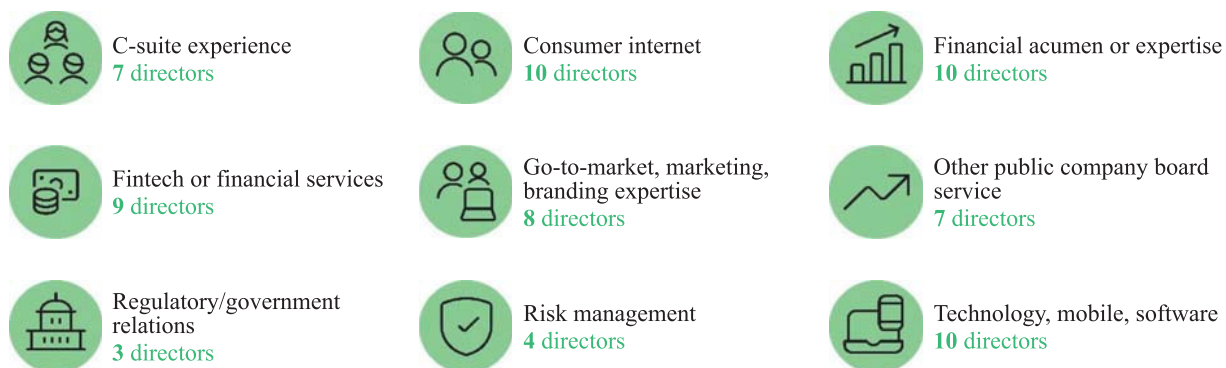 C-suite experience
7 directors
Consumer internet
10 directors
Financial acumen or expertise
10 directors
Fintech or financial services
9 directors
Go-to-market, marketing,
branding expertise
8 directors
Other public company board
service
7 directors
Regulatory/government
relations
3 directors
Risk management
4 directors
Technology, mobile, software
10 directors